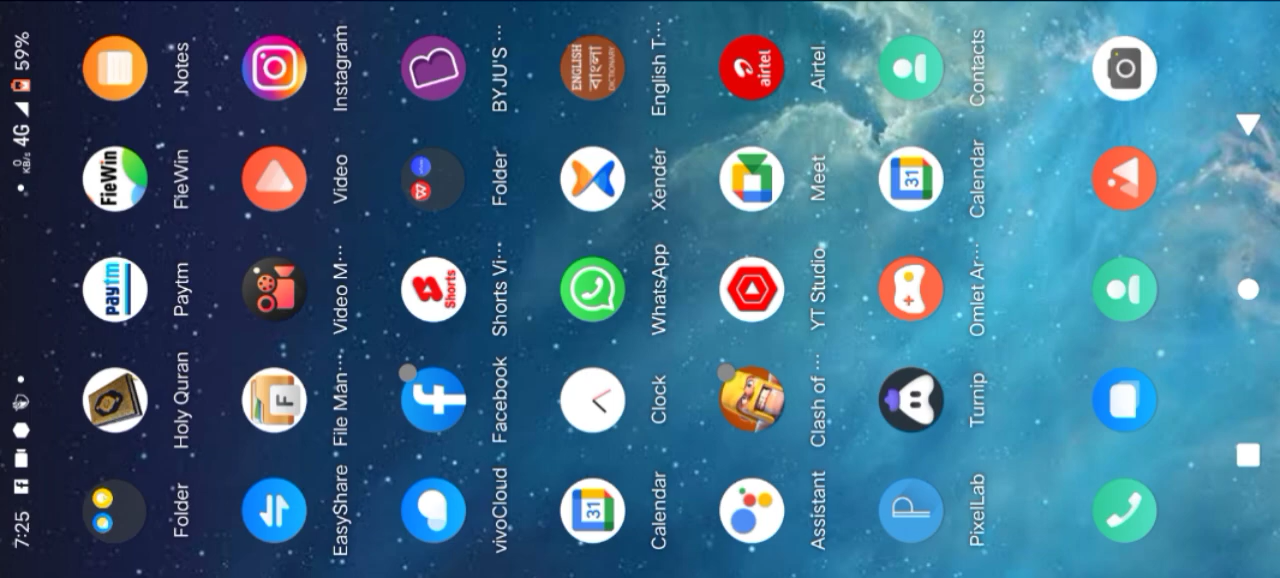 7:25 0 KB/s 4G 59%
paytm FieWin
Folder Holy Quran Paytm FieWin .Notes
F
EasyShare File Man··· Video M··· Video Instagram
f Shorts B
vivoCloud Facebook Shorts Vi··· Folder BYJU'S ···
31 ENGLISH
বাংলা
DICTIONARY
Calendar Clock WhatsApp Xender English T···
airtel
Assistant Clash of ··· YT Studio Meet Airtel
P 31
PixelLab Turnip Omlet Ar··· Calendar Contacts